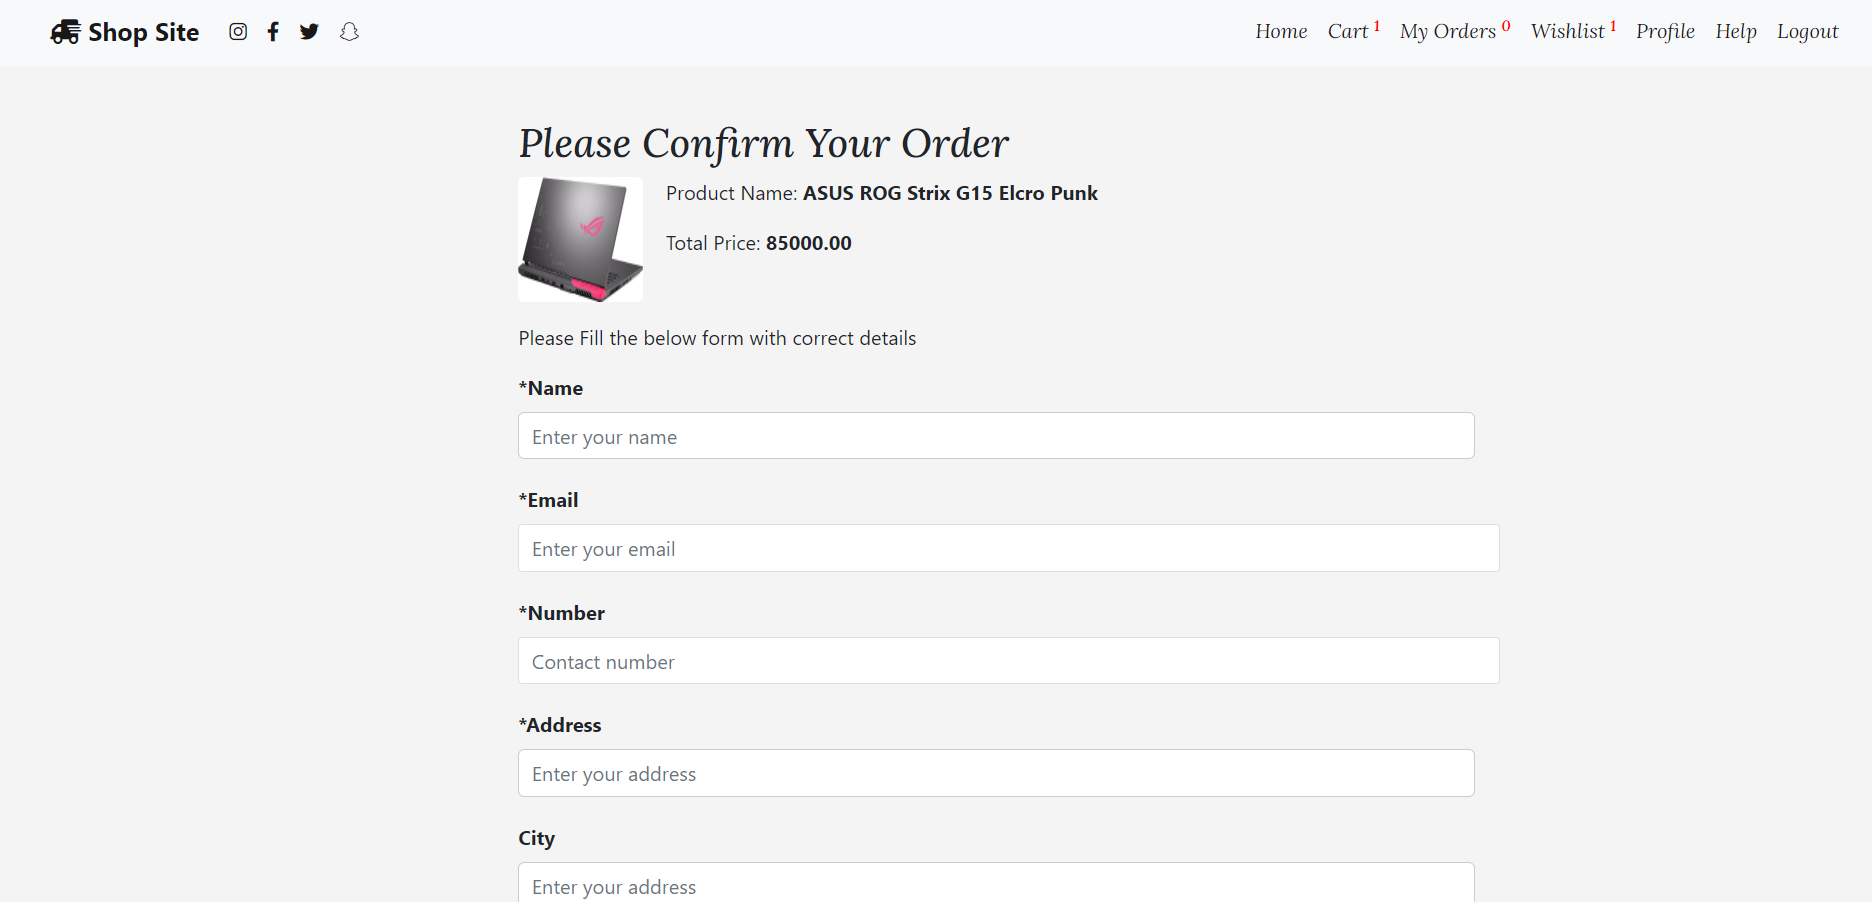 Shop Site
Home Cart 1 My Orders 0 Wishlist 1 Profile Help Logout
Please Confirm Your Order
Product Name: ASUS ROG Strix G15 Elcro Punk
Total Price: 85000.00
Please Fill the below form with correct details
*Name
Enter your name
*Email
Enter your email
*Number
Contact number
*Address
Enter your address
City
Enter your address